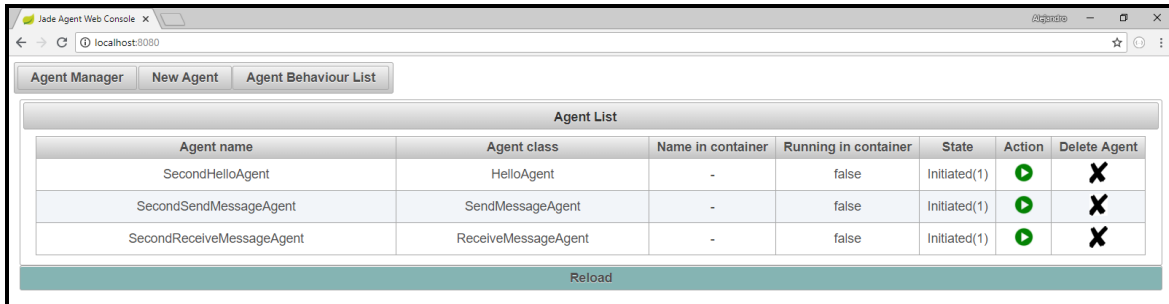 Jade Agent Web Console
Alejandro
localhost:8080
Agent Manager New Agent Agent Behaviour List
Agent List
Agent name Agent class Name in container Running in container State Action Delete Agent
SecondHelloAgent HelloAgent - false Initiated(1)
SecondSendMessageAgent SendMessageAgent - false Initiated(1)
SecondReceiveMessageAgent ReceiveMessageAgent - false Initiated(1)
Reload